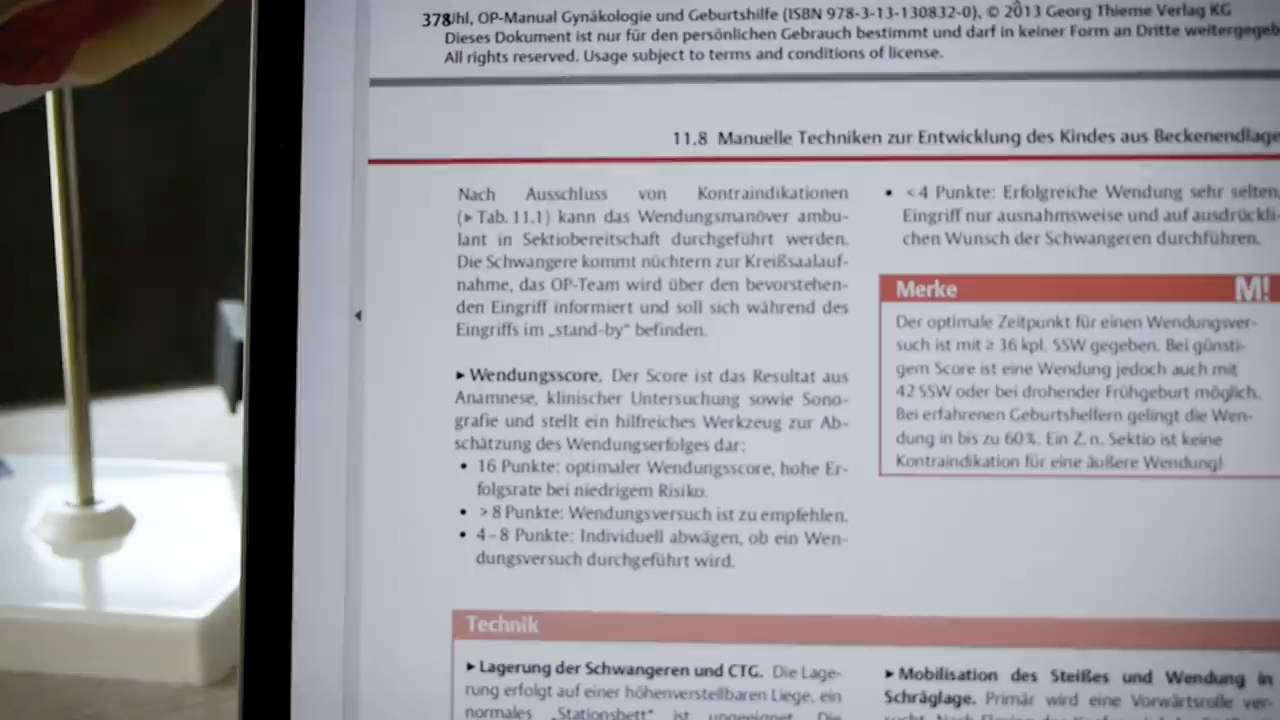 378
Uhl, OP-Manual Gynäkologie und Geburtshilfe (ISBN 978-3-13-130832-0), © 2013 Georg Thieme Verlag KG
Dieses Dokument ist nur für den persönlichen Gebrauch bestimmt und darf in keiner Form an Dritte weitergegeb
All rights reserved. Usage subject to terms and conditions of license.
11.8 Manuelle Techniken zur Entwicklung des Kindes aus Beckenendlage
Nach Ausschluss von Kontraindikationen
(▸ Tab. 11.1) kann das Wendungsmanöver ambu-
lant in Sektiobereitschaft durchgeführt werden.
Die Schwangere kommt nüchtern zur Kreißsaalauf-
nahme, das OP-Team wird über den bevorstehen-
den Eingriff informiert und soll sich während des
Eingriffs im „stand-by“ befinden.
▸ Wendungsscore. Der Score ist das Resultat aus
Anamnese, klinischer Untersuchung sowie Sono-
grafie und stellt ein hilfreiches Werkzeug zur Ab-
schätzung des Wendungserfolges dar:
• 16 Punkte: optimaler Wendungsscore, hohe Er-
folgsrate bei niedrigem Risiko.
• > 8 Punkte: Wendungsversuch ist zu empfehlen.
• 4–8 Punkte: Individuell abwägen, ob ein Wen-
dungsversuch durchgeführt wird.
• < 4 Punkte: Erfolgreiche Wendung sehr selten,
Eingriff nur ausnahmsweise und auf ausdrückli-
chen Wunsch der Schwangeren durchführen.
Merke M!
Der optimale Zeitpunkt für einen Wendungsver-
such ist mit ≥ 36 kpl. SSW gegeben. Bei günsti-
gem Score ist eine Wendung jedoch auch mit
42 SSW oder bei drohender Frühgeburt möglich.
Bei erfahrenen Geburtshelfern gelingt die Wen-
dung in bis zu 60%. Ein Z. n. Sektio ist keine
Kontraindikation für eine äußere Wendung!
Technik
▸ Lagerung der Schwangeren und CTG. Die Lage-
rung erfolgt auf einer höhenverstellbaren Liege, ein
normales „Stationsbett“ ist ungeeignet. Die
▸ Mobilisation des Steißes und Wendung in
Schräglage. Primär wird eine Vorwärtsrolle ver-